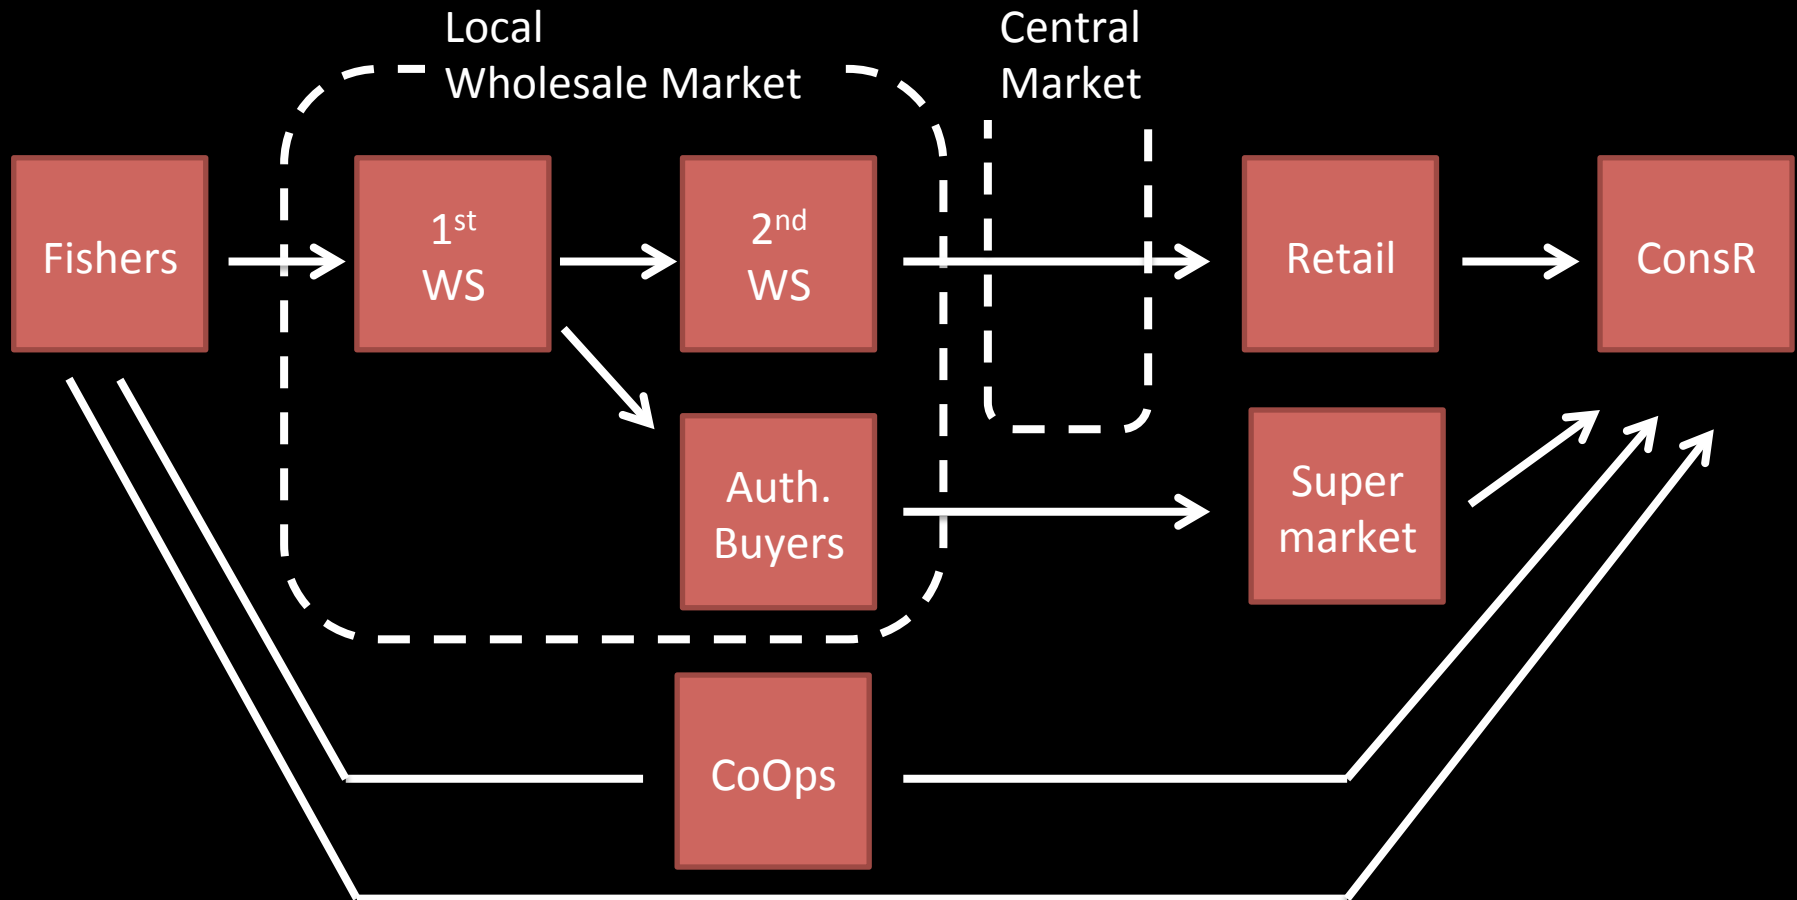 Local
Wholesale Market
Central
Market
Fishers
1st
WS
2nd
WS
Retail
ConsR
Auth.
Buyers
Super
market
CoOps